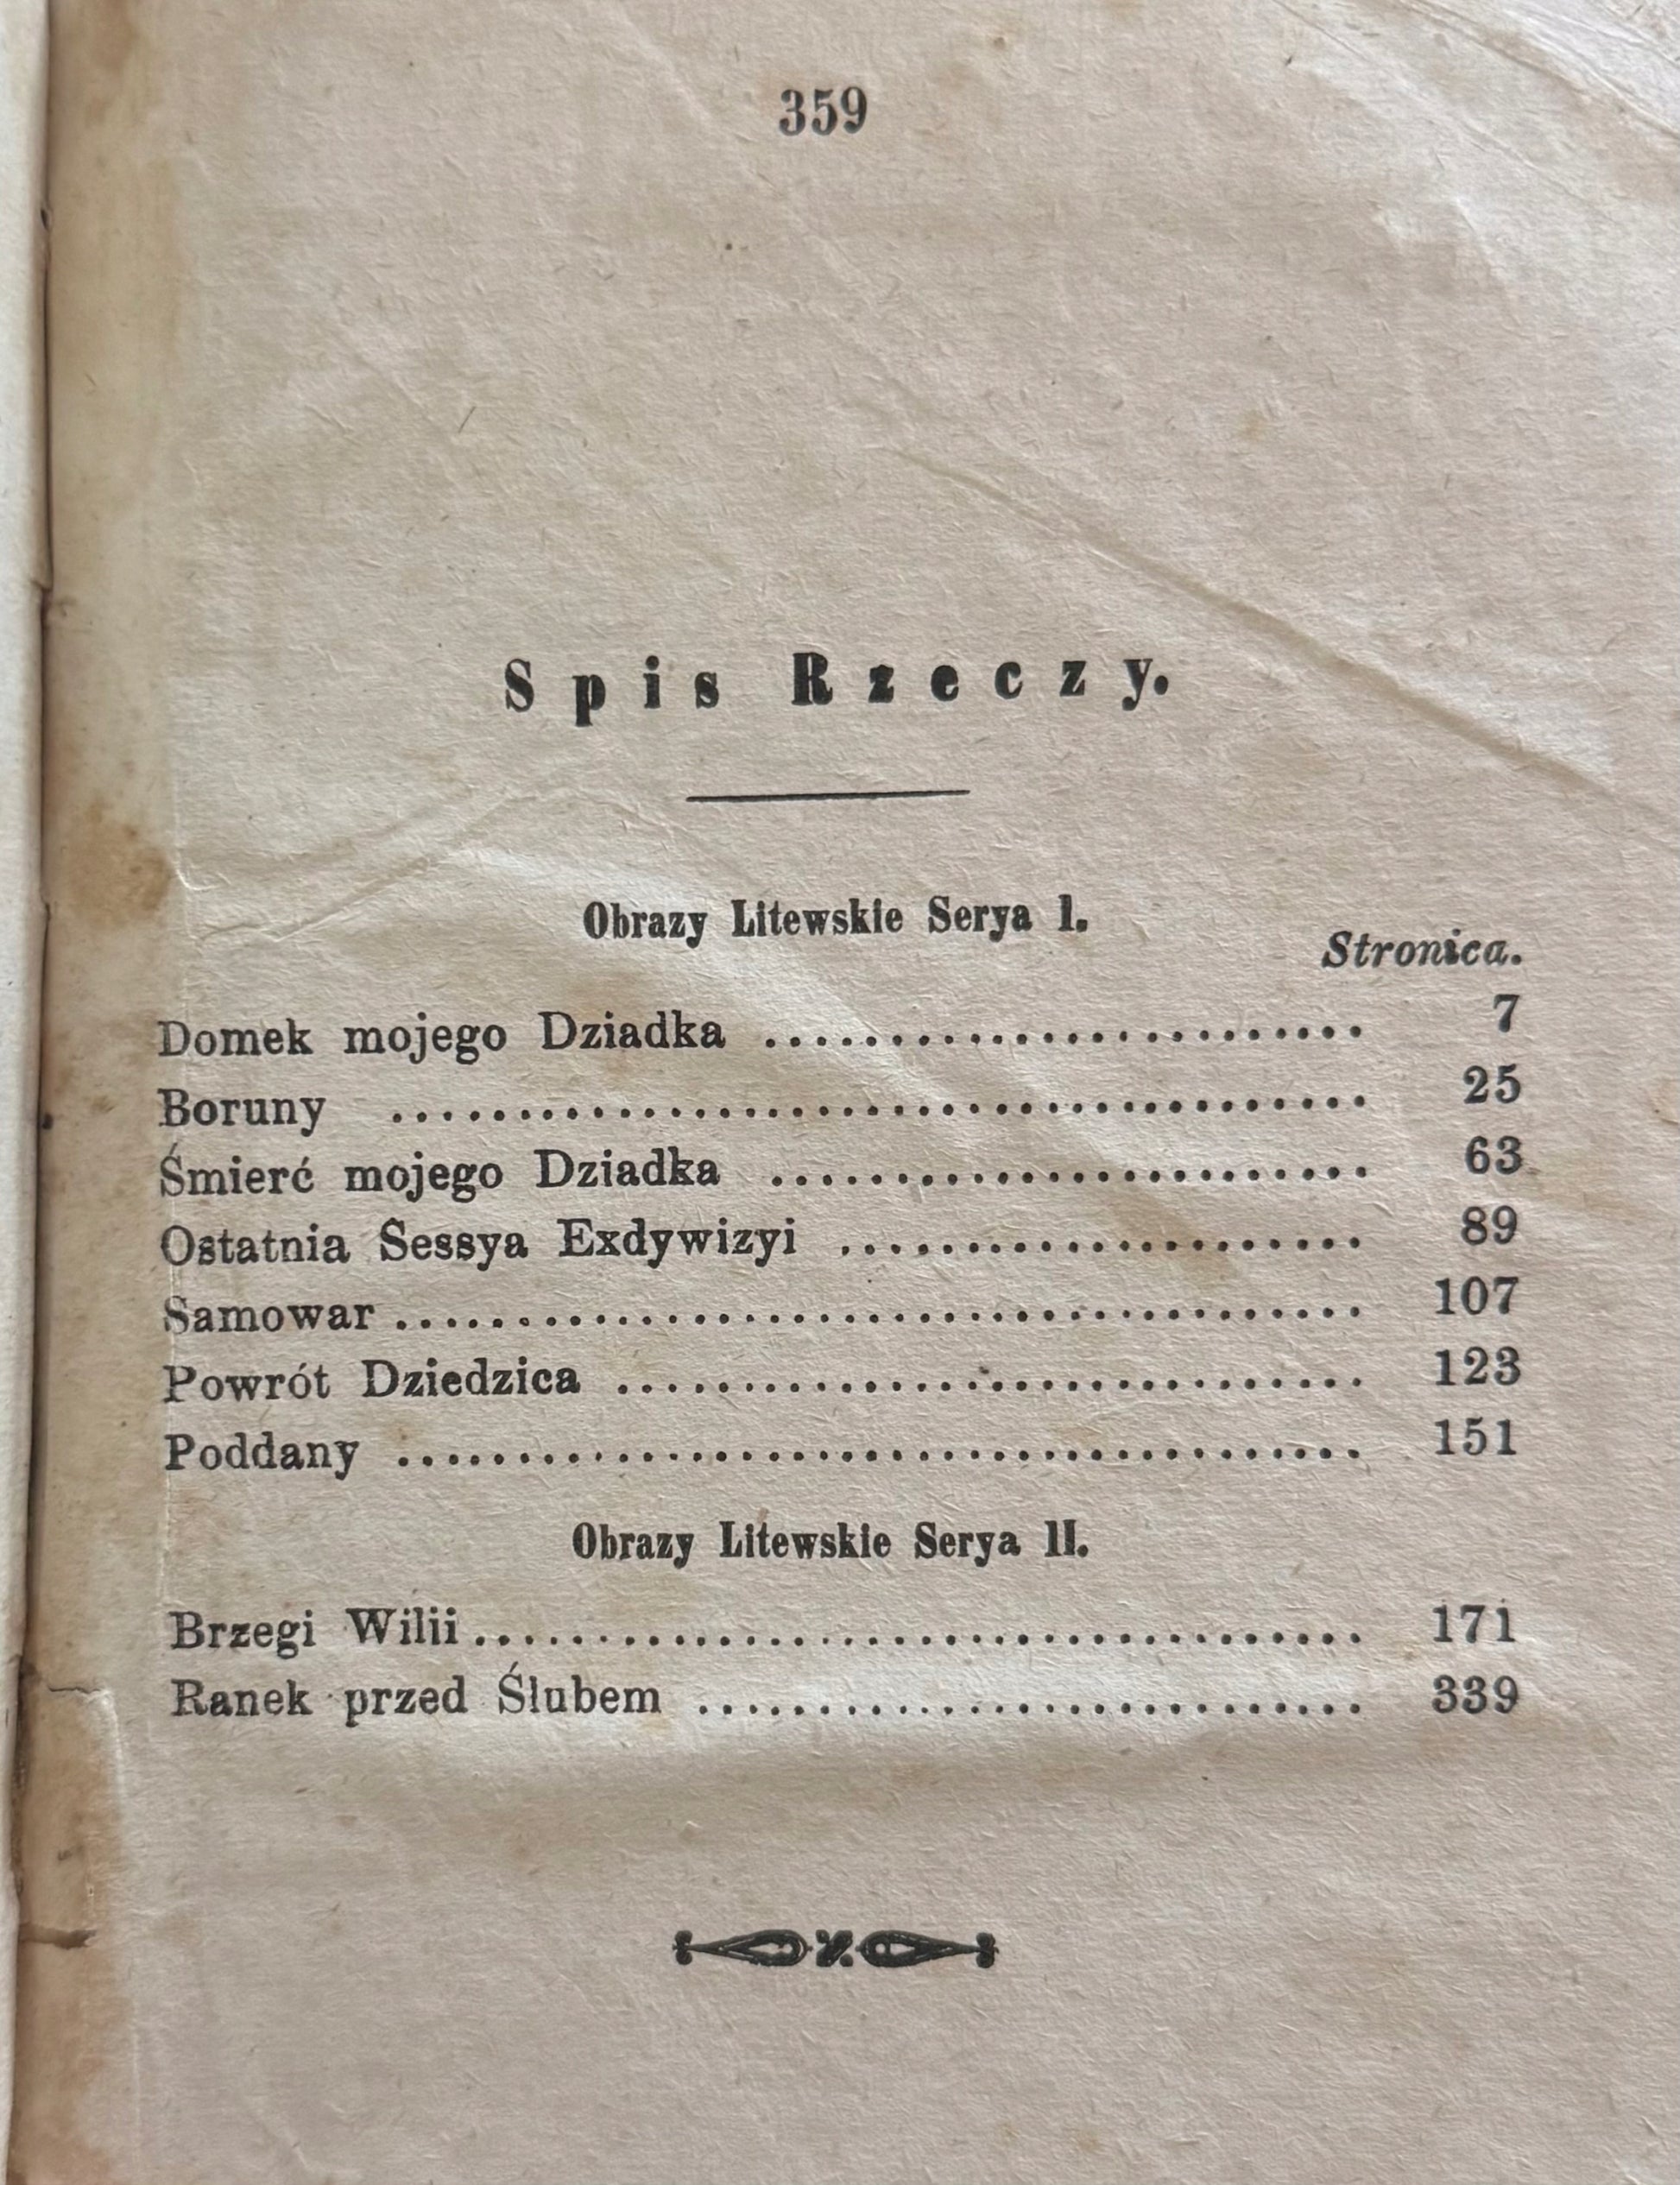 359
Spis Rzeczy.
Obrazy Litewskie Serya I.
Stronica.
Domek mojego Dziadka ........................ 7
Boruny ....................................... 25
Śmierć mojego Dziadka ........................ 63
Ostatnia Sessya Exdywizyi ..................... 89
Samowar ....................................... 107
Powrót Dziedzica .............................. 123
Poddany ....................................... 151
Obrazy Litewskie Serya II.
Brzegi Wilii.................................... 171
Ranek przed Ślubem ........................... 339